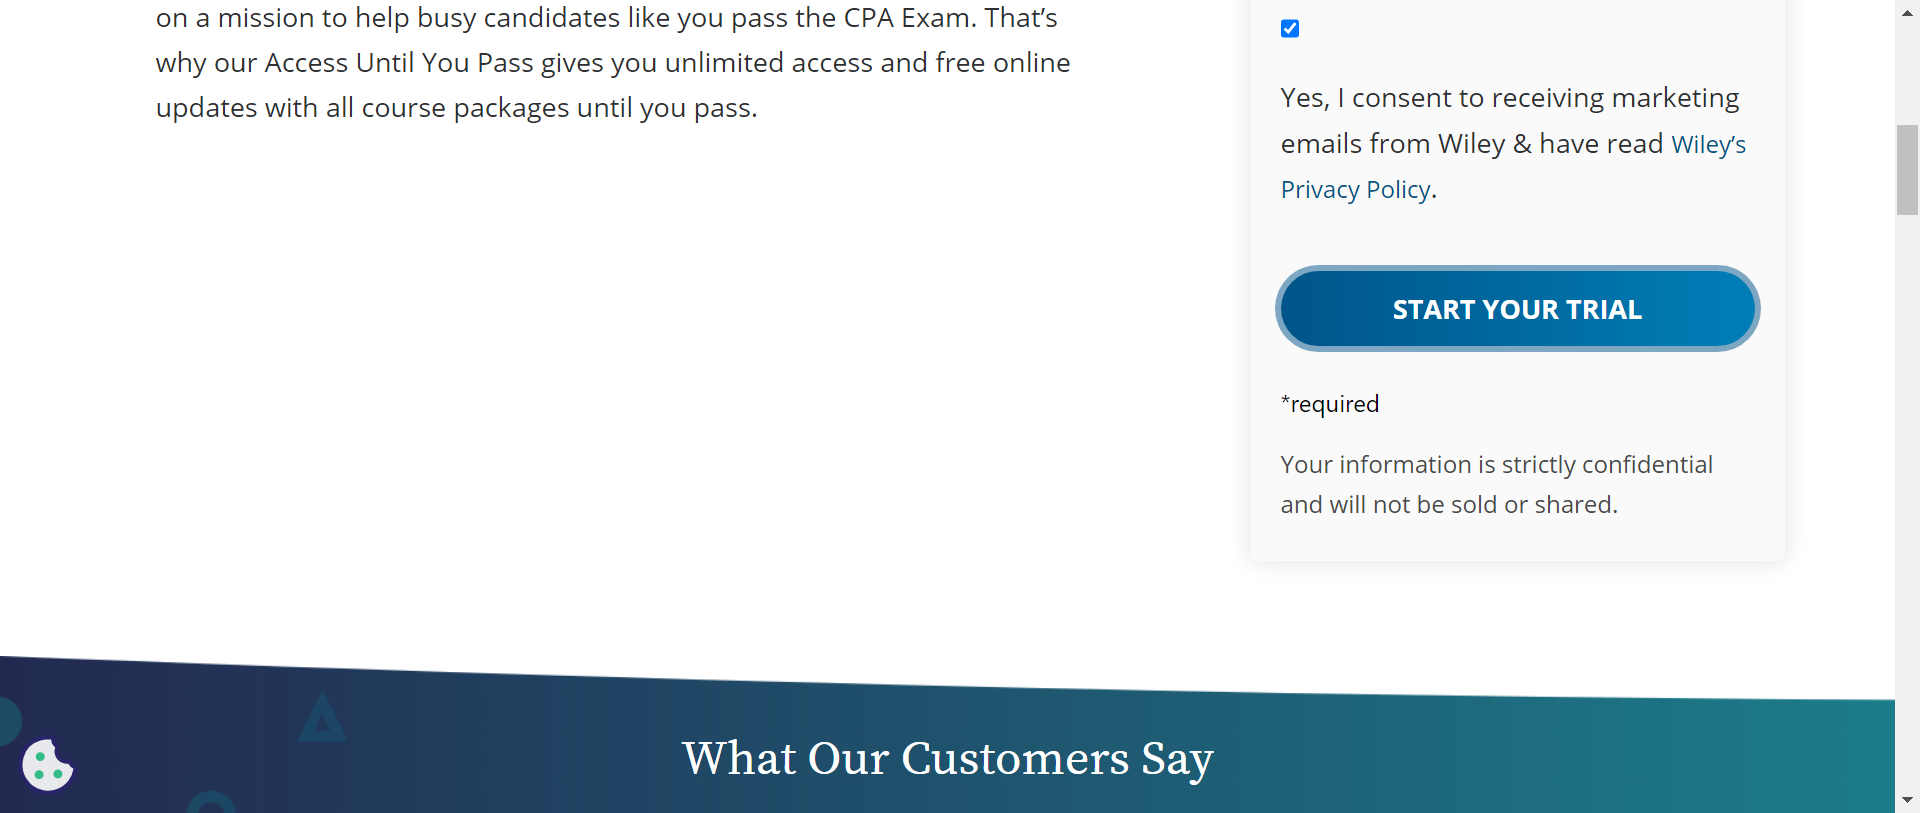 on a mission to help busy candidates like you pass the CPA Exam. That’s
why our Access Until You Pass gives you unlimited access and free online
updates with all course packages until you pass.
Yes, I consent to receiving marketing
emails from Wiley & have read Wiley’s
Privacy Policy.
START YOUR TRIAL
*required
Your information is strictly confidential
and will not be sold or shared.
What Our Customers Say